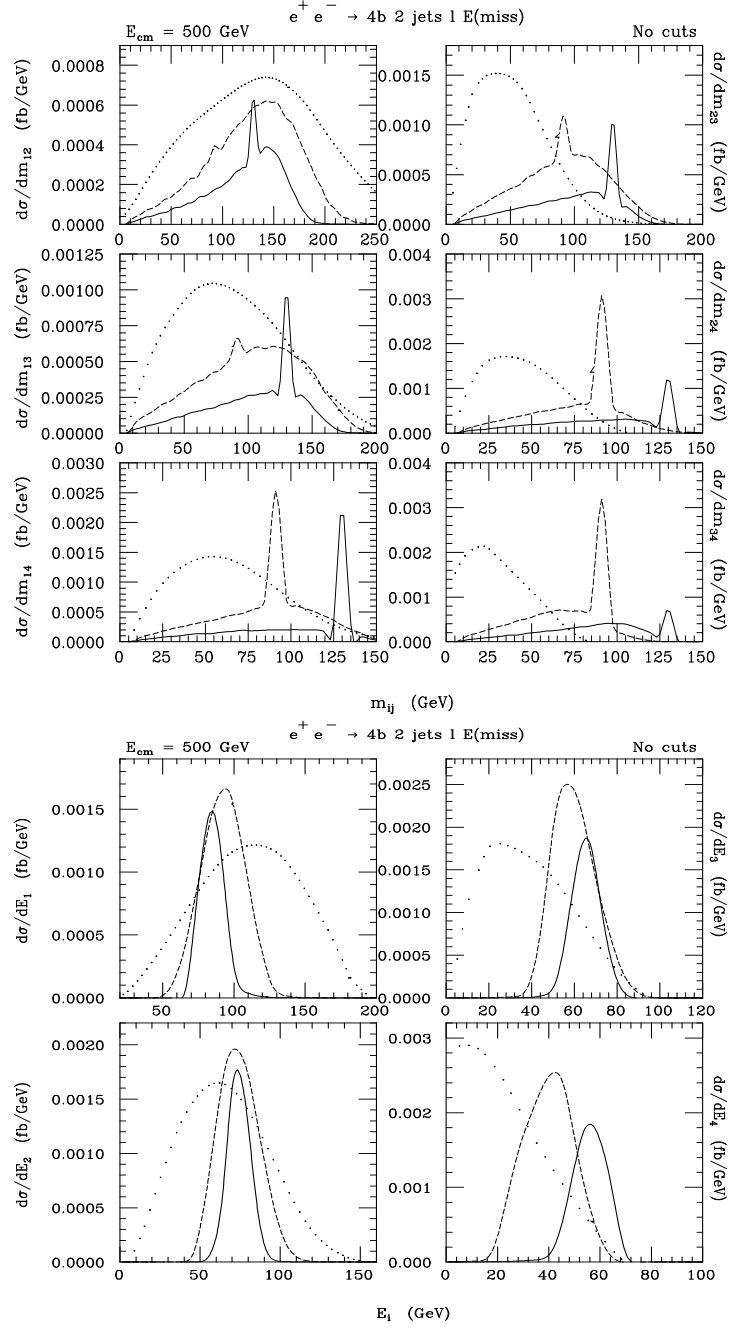 e+ e− → 4b 2 jets l E(miss)
Ecm = 500 GeV No cuts
dσ/dm12 (fb/GeV)
0.0008
0.0006
0.0004
0.0002
0.0000
0 50 100 150 200 250
dσ/dm23 (fb/GeV)
0.0015
0.0010
0.0005
0.0000
0 50 100 150 200
dσ/dm13 (fb/GeV)
0.00125
0.00100
0.00075
0.00050
0.00025
0.00000
0 50 100 150 200
dσ/dm24 (fb/GeV)
0.004
0.003
0.002
0.001
0.000
0 25 50 75 100 125 150
dσ/dm14 (fb/GeV)
0.0030
0.0025
0.0020
0.0015
0.0010
0.0005
0.0000
0 25 50 75 100 125 150
dσ/dm34 (fb/GeV)
0.004
0.003
0.002
0.001
0.000
0 25 50 75 100 125 150
mij (GeV)
e+ e− → 4b 2 jets l E(miss)
Ecm = 500 GeV No cuts
dσ/dE1 (fb/GeV)
0.0015
0.0010
0.0005
0.0000
50 100 150 200
dσ/dE3 (fb/GeV)
0.0025
0.0020
0.0015
0.0010
0.0005
0.0000
0 20 40 60 80 100 120
dσ/dE2 (fb/GeV)
0.0020
0.0015
0.0010
0.0005
0.0000
0 50 100 150
dσ/dE4 (fb/GeV)
0.003
0.002
0.001
0.000
0 20 40 60 80 100
Ei (GeV)